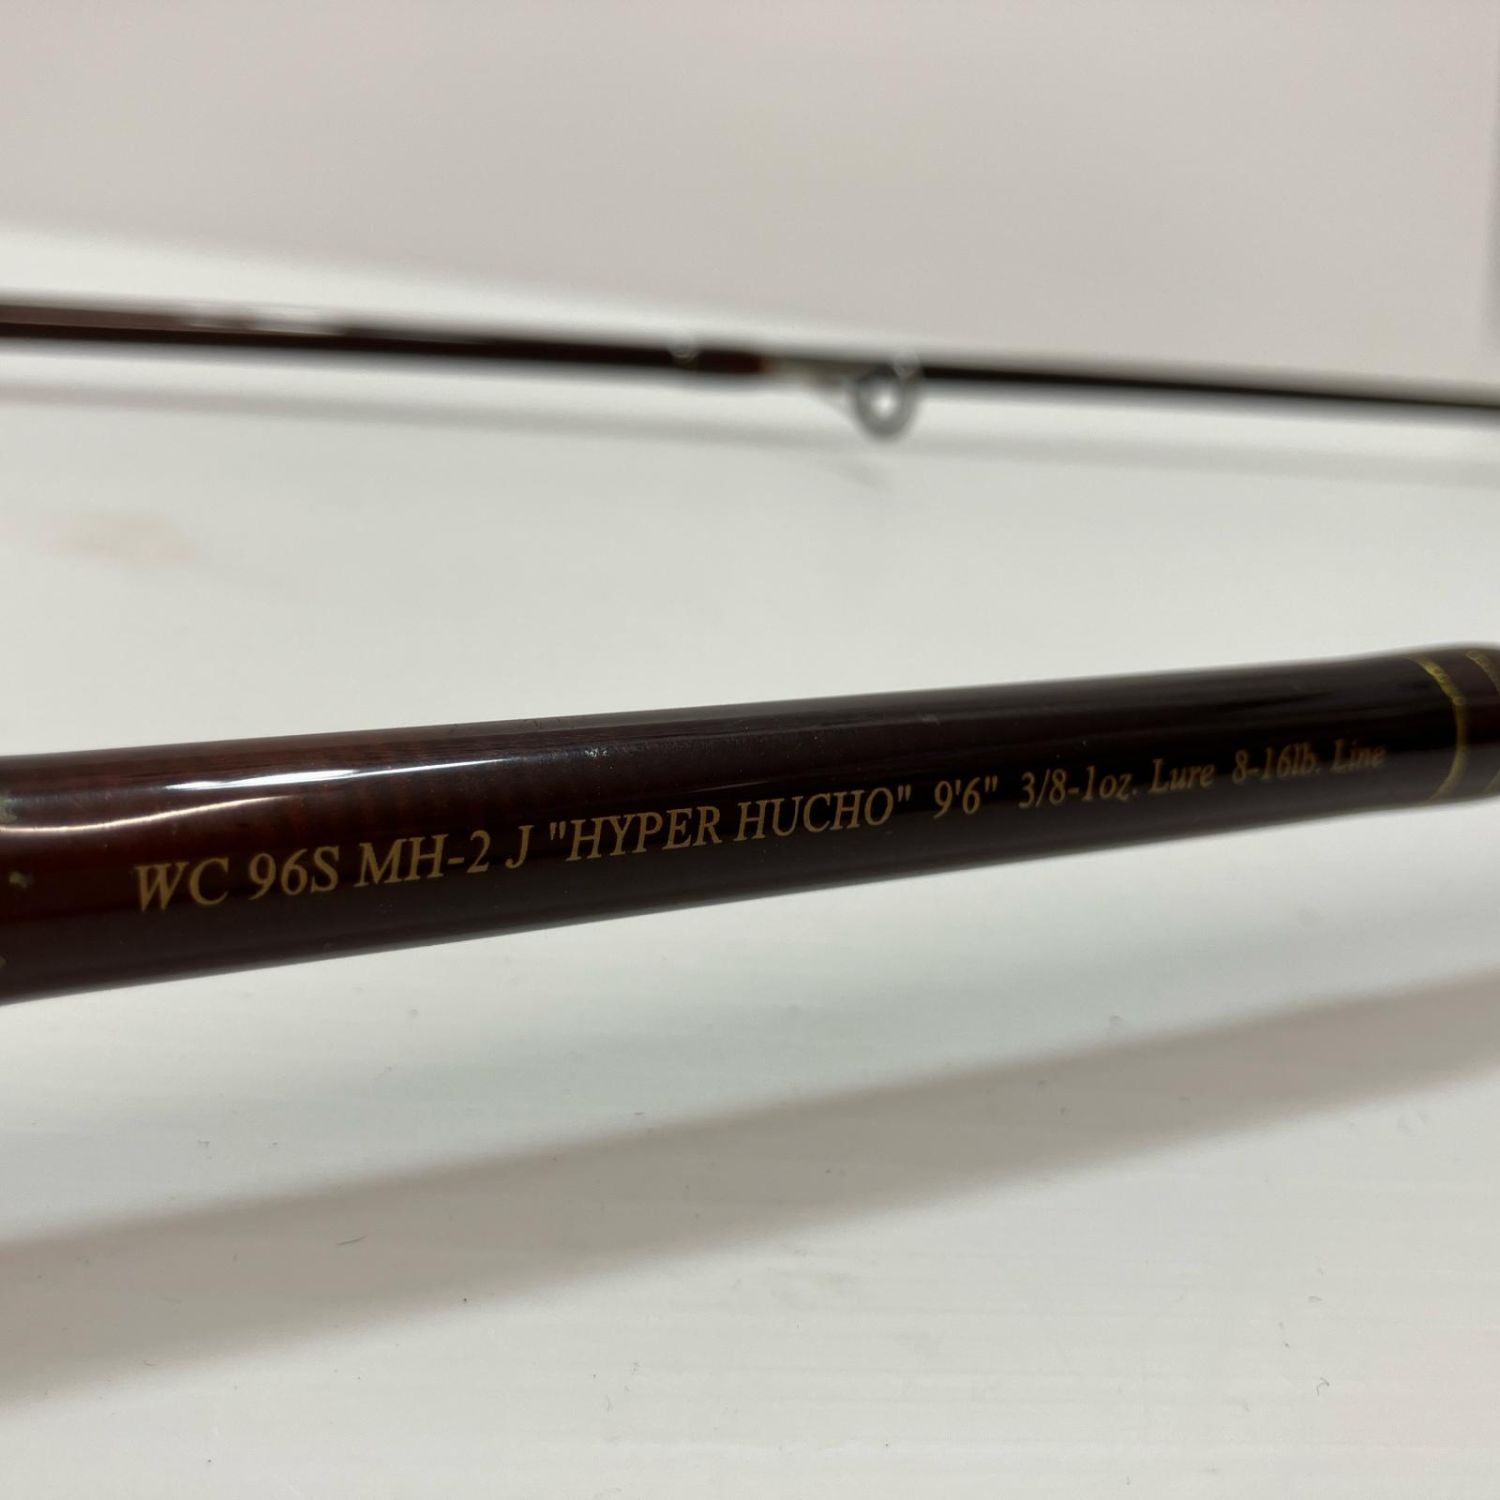 WC 96S MH-2 J "HYPER HUCHO" 9'6" 3/8-1oz. Lure 8-16lb. Line